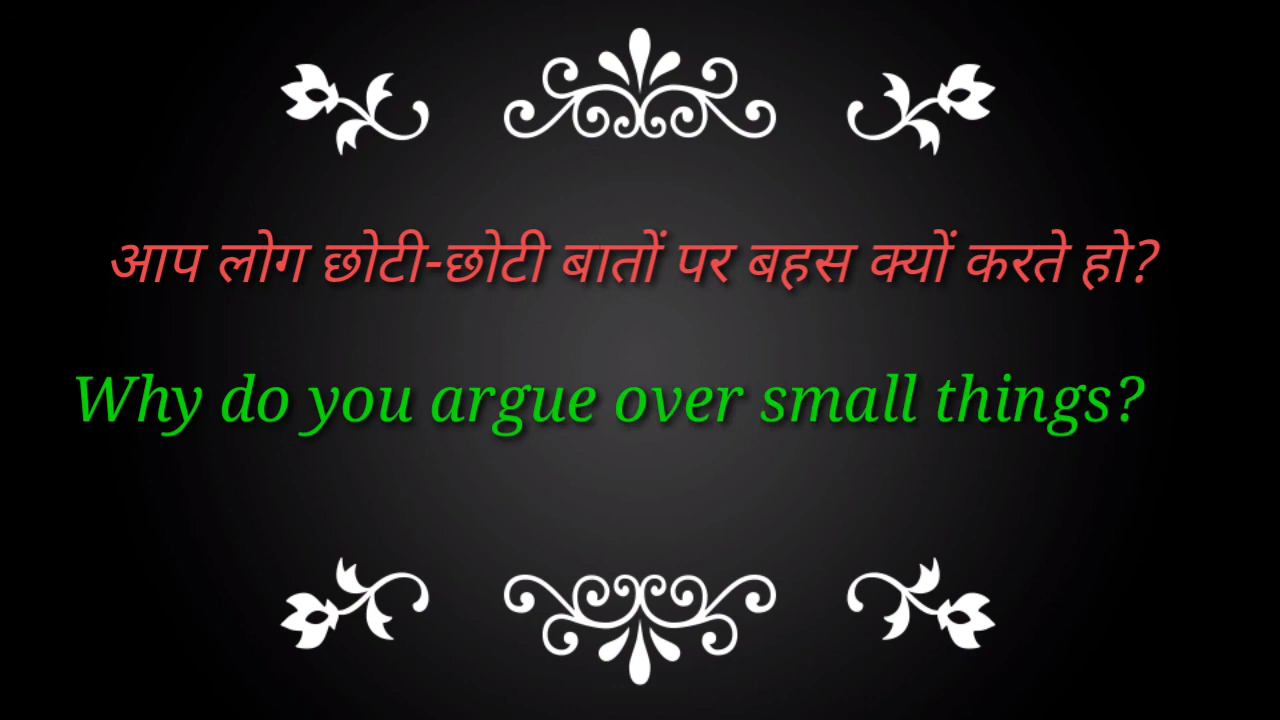 आप लोग छोटी-छोटी बातों पर बहस क्यों करते हो?
Why do you argue over small things?